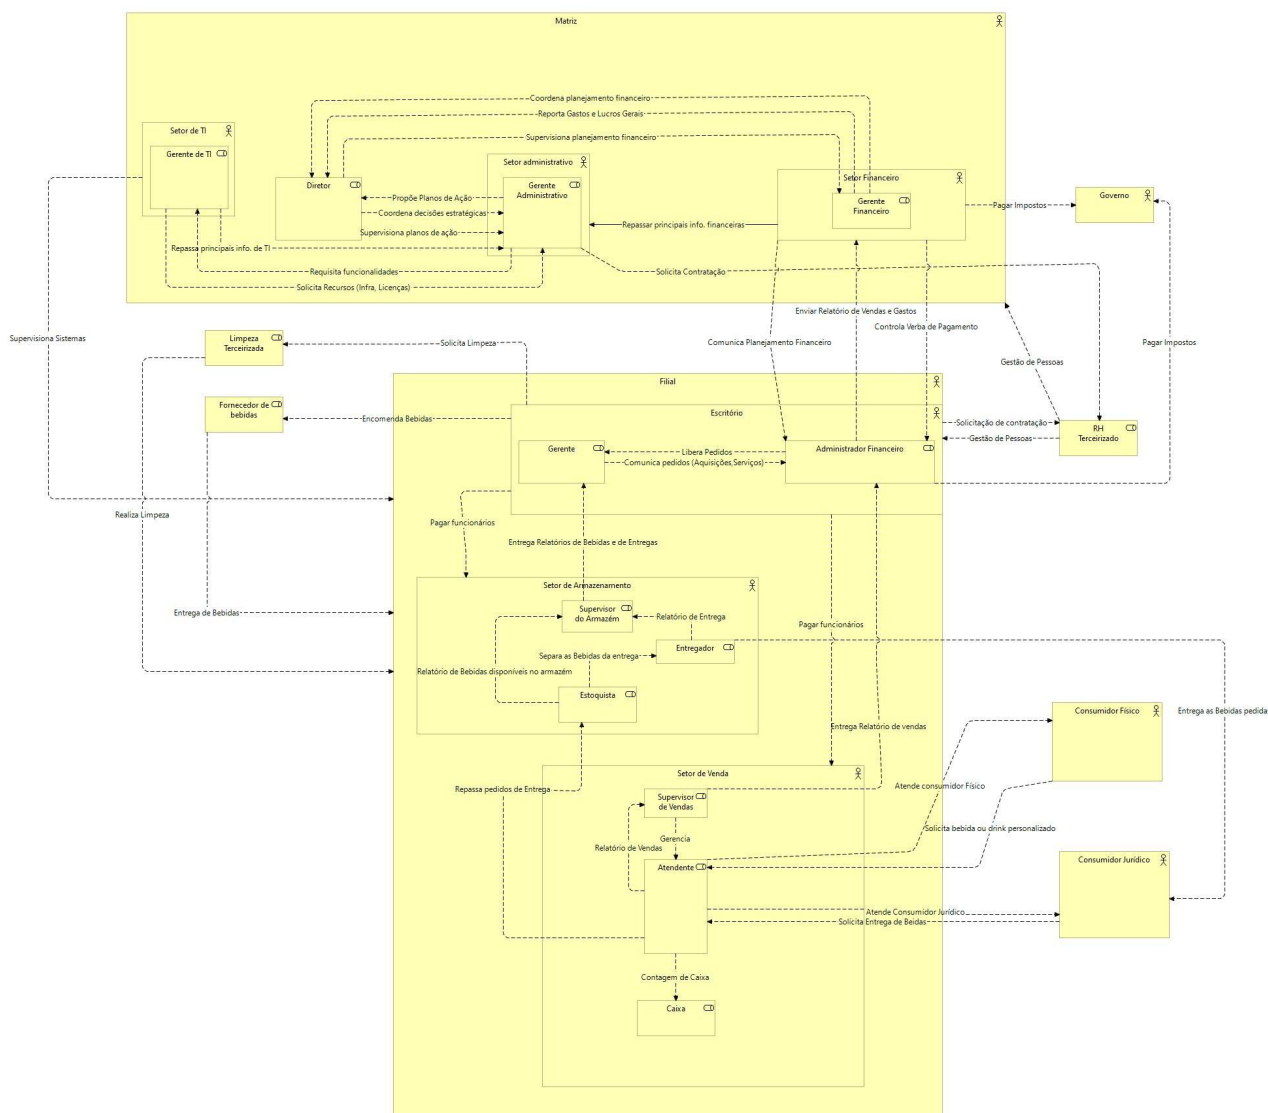 Matriz
Coordena planejamento financeiro
Reporta Gastos e Lucros Gerais
Setor de TI
Supervisiona planejamento financeiro
Gerente de TI
Setor administrativo
Setor Financeiro
Diretor
Gerente
Administrativo
Propõe Planos de Ação
Gerente
Financeiro
Governo
Pagar Impostos
Coordena decisões estratégicas
Repassar principais info. financeiras
Supervisiona planos de ação
Repassa principais info. de TI
Requisita funcionalidades
Solicita Contratação
Solicita Recursos (Infra, Licenças)
Enviar Relatório de Vendas e Gastos
Controla Verba de Pagamento
Supervisiona Sistemas
Limpeza
Terceirizada
Solicita Limpeza
Comunica Planejamento Financeiro
Pagar Impostos
Gestão de Pessoas
Filial
Fornecedor de
bebidas
Escritório
Encomenda Bebidas
Solicitação de contratação
RH
Terceirizado
Gestão de Pessoas
Gerente
Libera Pedidos
Administrador Financeiro
Comunica pedidos (Aquisições,Serviços)
Realiza Limpeza
Pagar funcionários
Entrega Relatórios de Bebidas e de Entregas
Setor de Armazenamento
Entrega de Bebidas
Supervisor
do Armazém
Relatório de Entrega
Pagar funcionários
Entregador
Separa as Bebidas da entrega
Relatório de Bebidas disponíveis no armazém
Estoquista
Consumidor Físico
Entrega as Bebidas pedida
Entrega Relatório de vendas
Setor de Venda
Repassa pedidos de Entrega
Atende consumidor Físico
Supervisor
de Vendas
Solicita bebida ou drink personalizado
Gerencia
Relatório de Vendas
Consumidor Jurídico
Atendente
Atende Consumidor Jurídico
Solicita Entrega de Beidas
Contagem de Caixa
Caixa